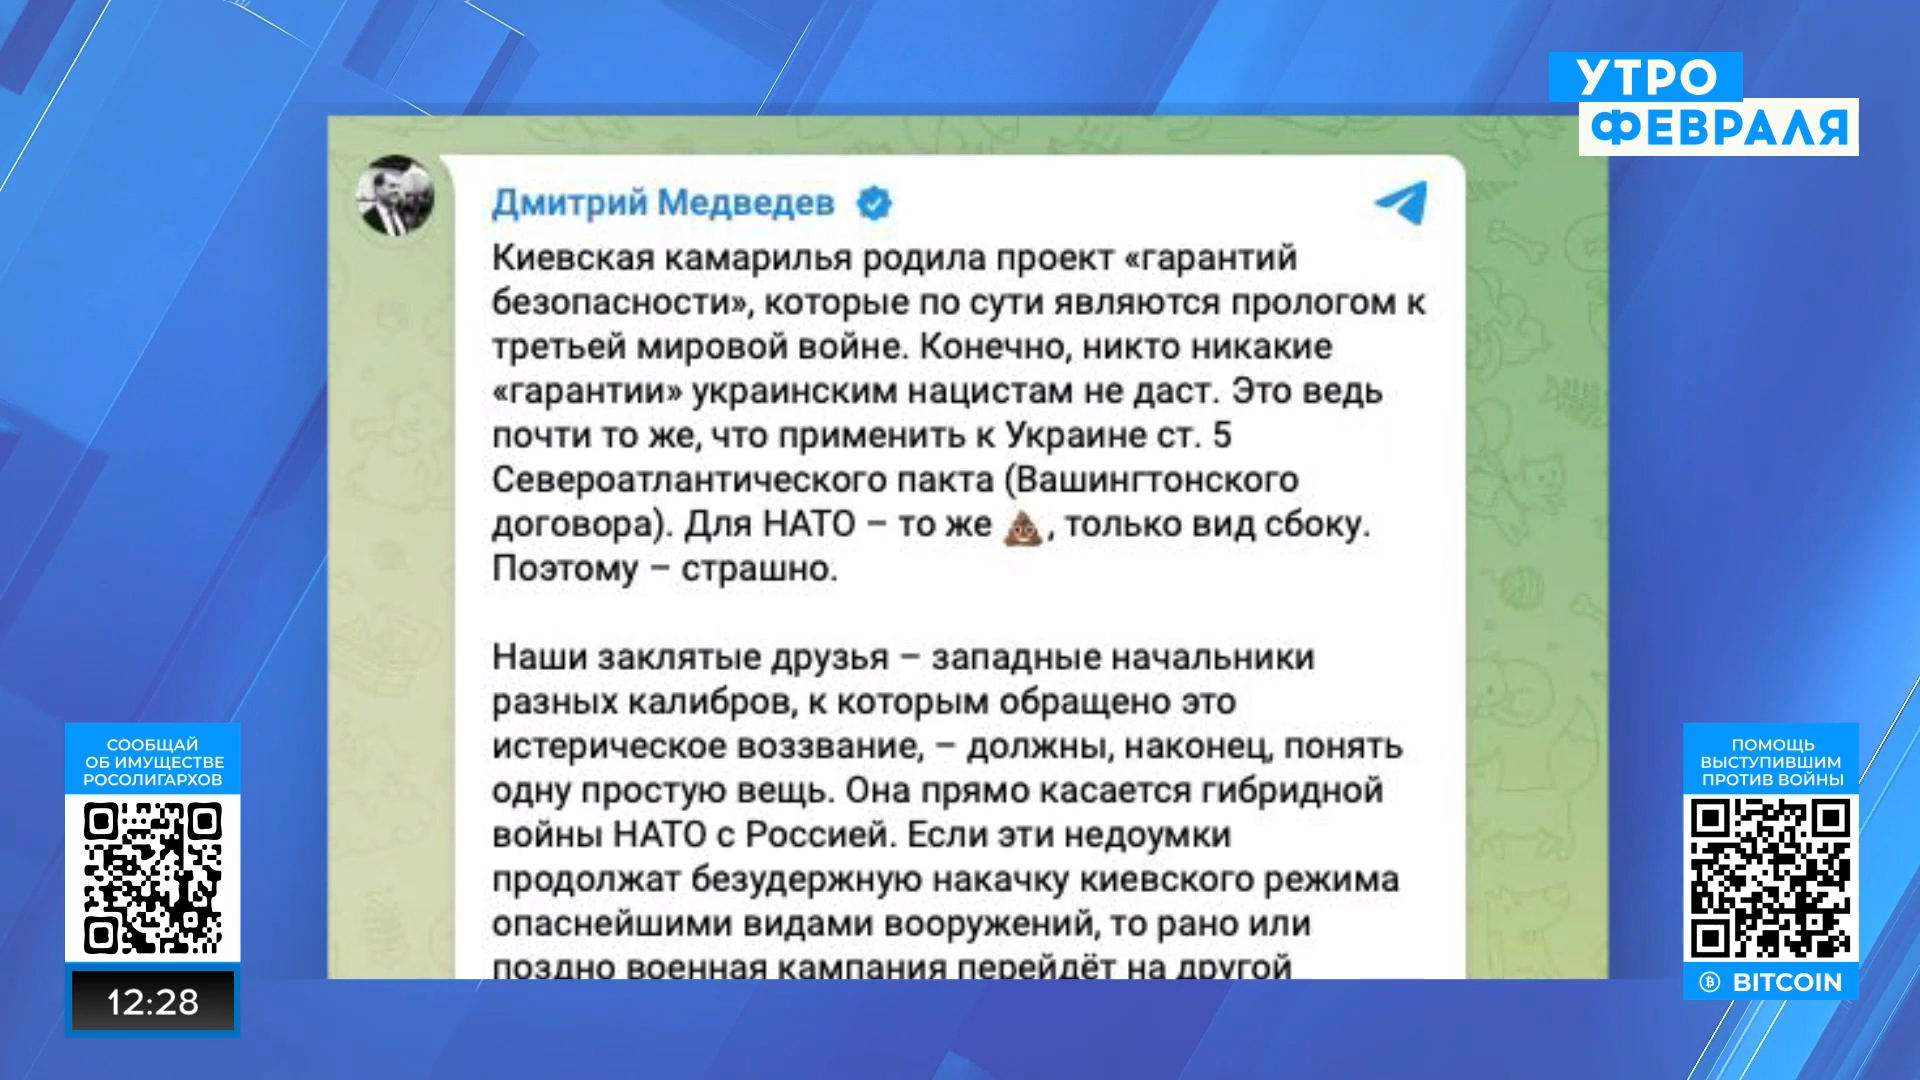 УТРО
ФЕВРАЛЯ
Дмитрий Медведев
Киевская камарилья родила проект «гарантий
безопасности», которые по сути являются прологом к
третьей мировой войне. Конечно, никто никакие
«гарантии» украинским нацистам не даст. Это ведь
почти то же, что применить к Украине ст. 5
Североатлантического пакта (Вашингтонского
договора). Для НАТО – то же 💩, только вид сбоку.
Поэтому – страшно.
Наши заклятые друзья – западные начальники
разных калибров, к которым обращено это
истерическое воззвание, – должны, наконец, понять
одну простую вещь. Она прямо касается гибридной
войны НАТО с Россией. Если эти недоумки
продолжат безудержную накачку киевского режима
опаснейшими видами вооружений, то рано или
поздно военная кампания перейдёт на другой
СООБЩАЙ
ОБ ИМУЩЕСТВЕ
РОСОЛИГАРХОВ
12:28
ПОМОЩЬ
ВЫСТУПИВШИМ
ПРОТИВ ВОЙНЫ
BITCOIN